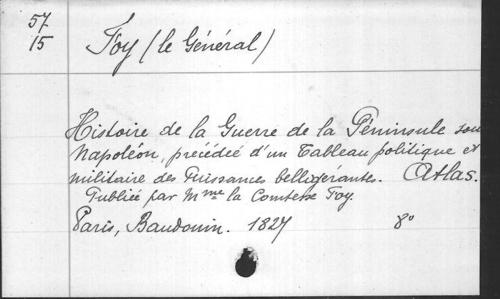 57
15
Foy (le Général)
Histoire de la Guerre de la Péninsule sous
Napoléon, précédée d'un Tableau politique et
militaire des Puissances belligérantes. Atlas.
Publiée par Mme la Comtesse Foy.
Paris, Baudouin. 1827 8°